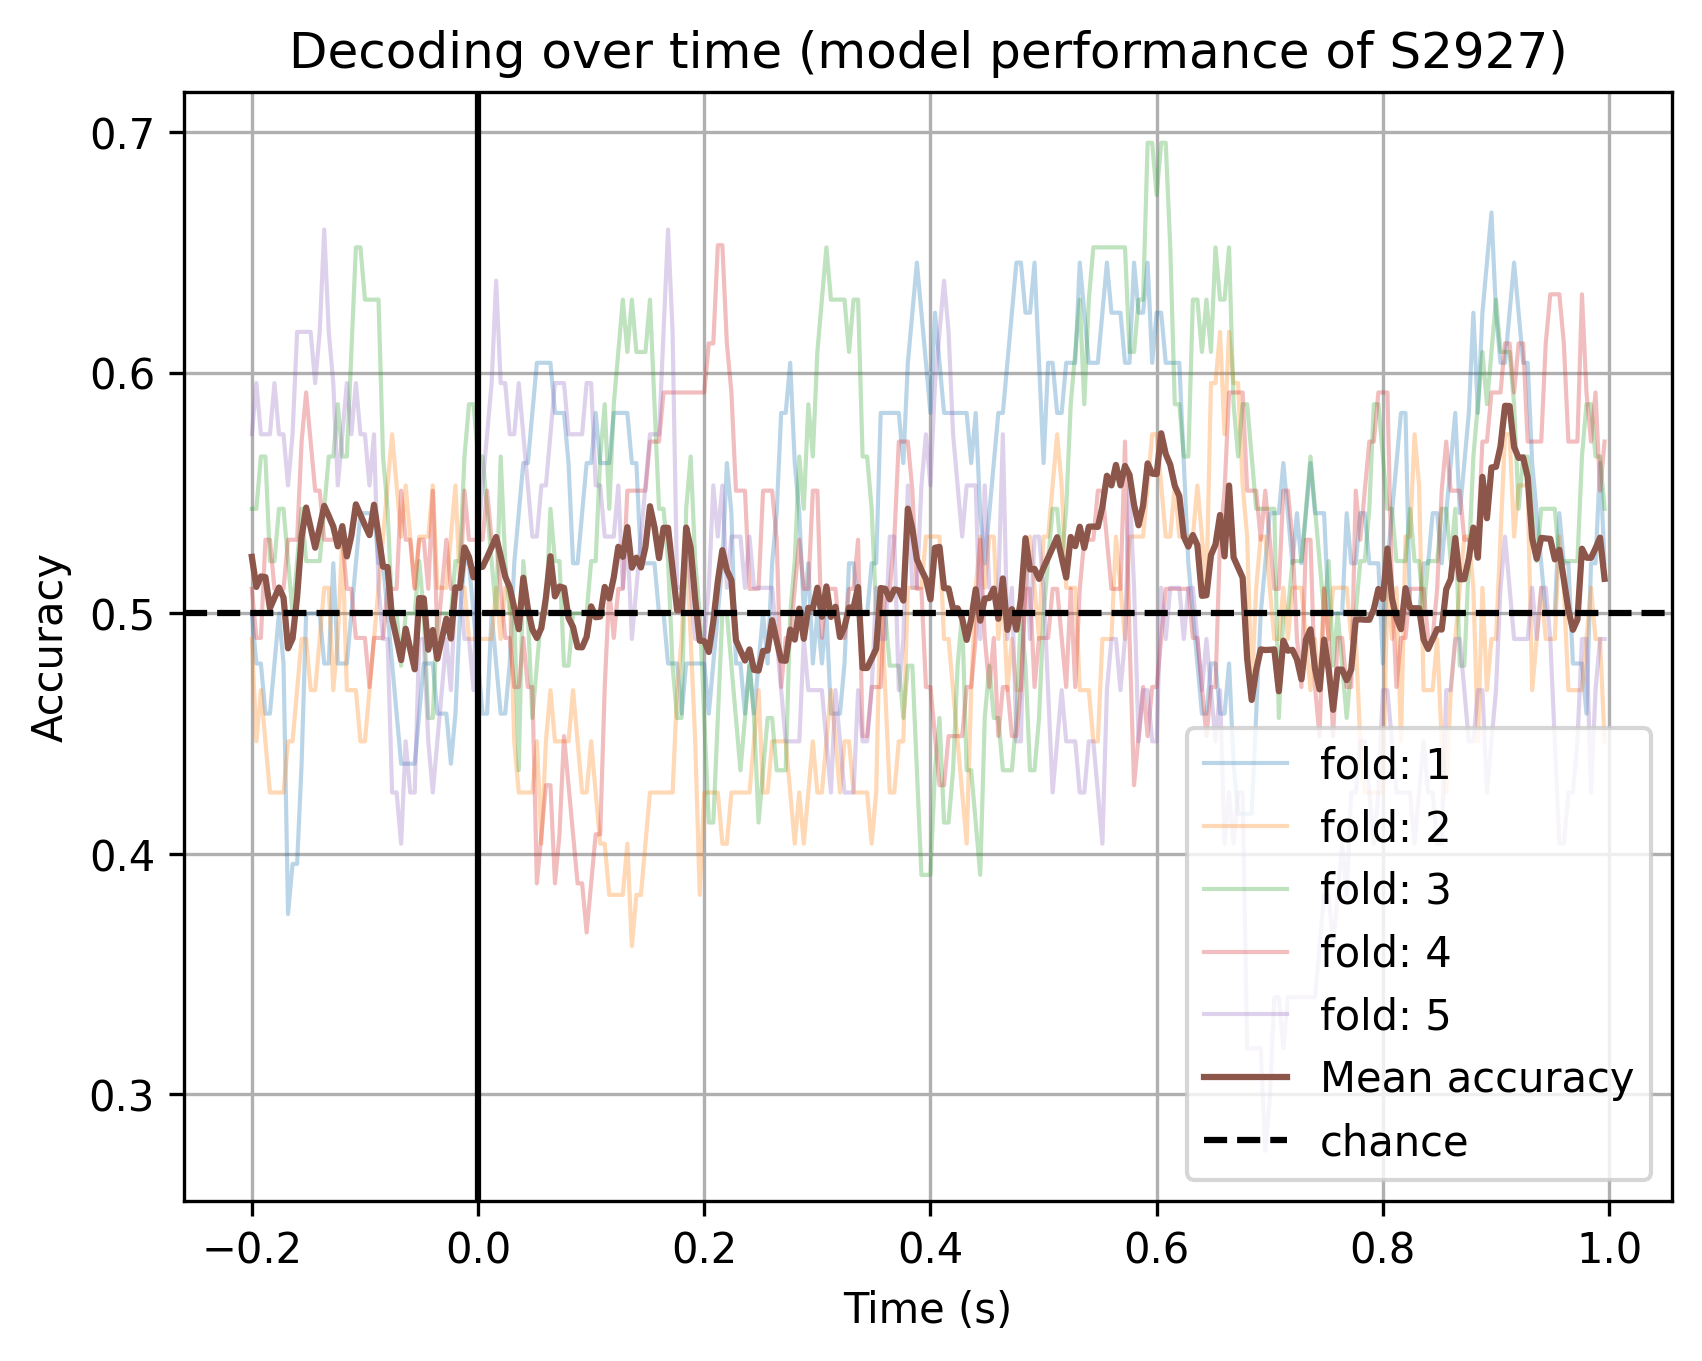 Decoding over time (model performance of S2927)
Accuracy
0.7
0.6
0.5
0.4
0.3
−0.2 0.0 0.2 0.4 0.6 0.8 1.0
Time (s)
fold: 1
fold: 2
fold: 3
fold: 4
fold: 5
Mean accuracy
chance